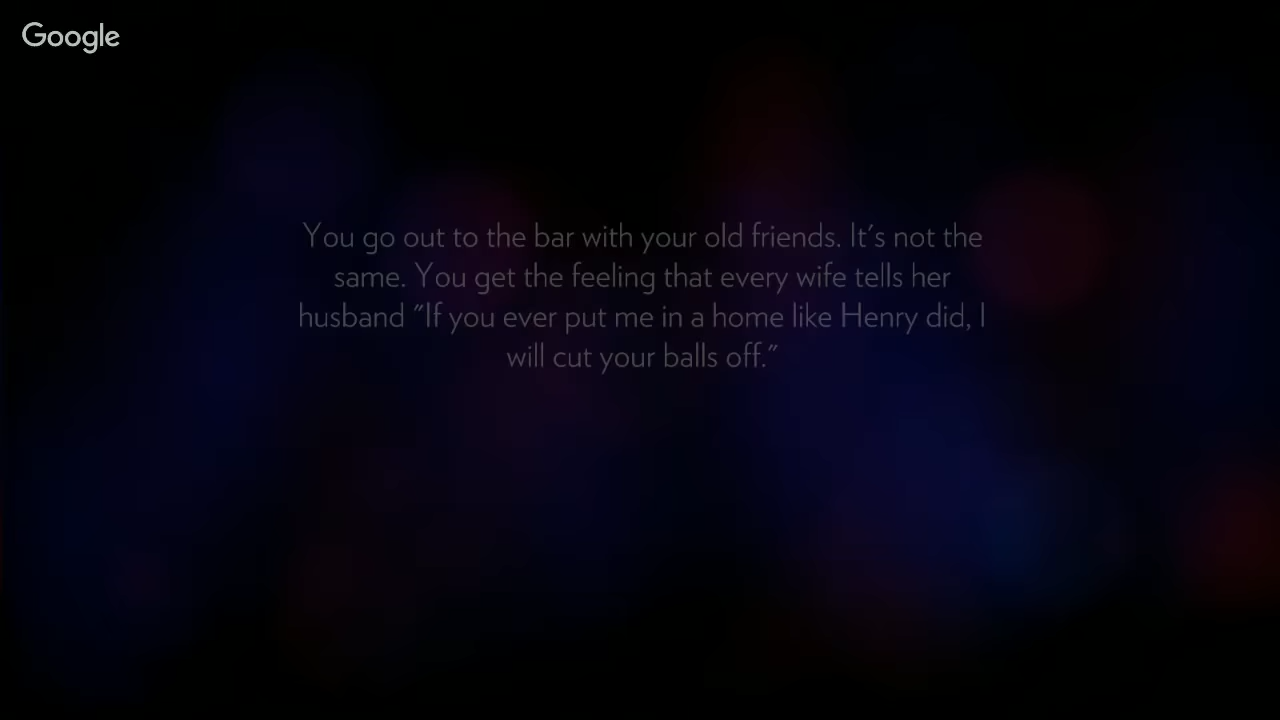 Google
You go out to the bar with your old friends. It's not the
same. You get the feeling that every wife tells her
husband "If you ever put me in a home like Henry did, I
will cut your balls off."